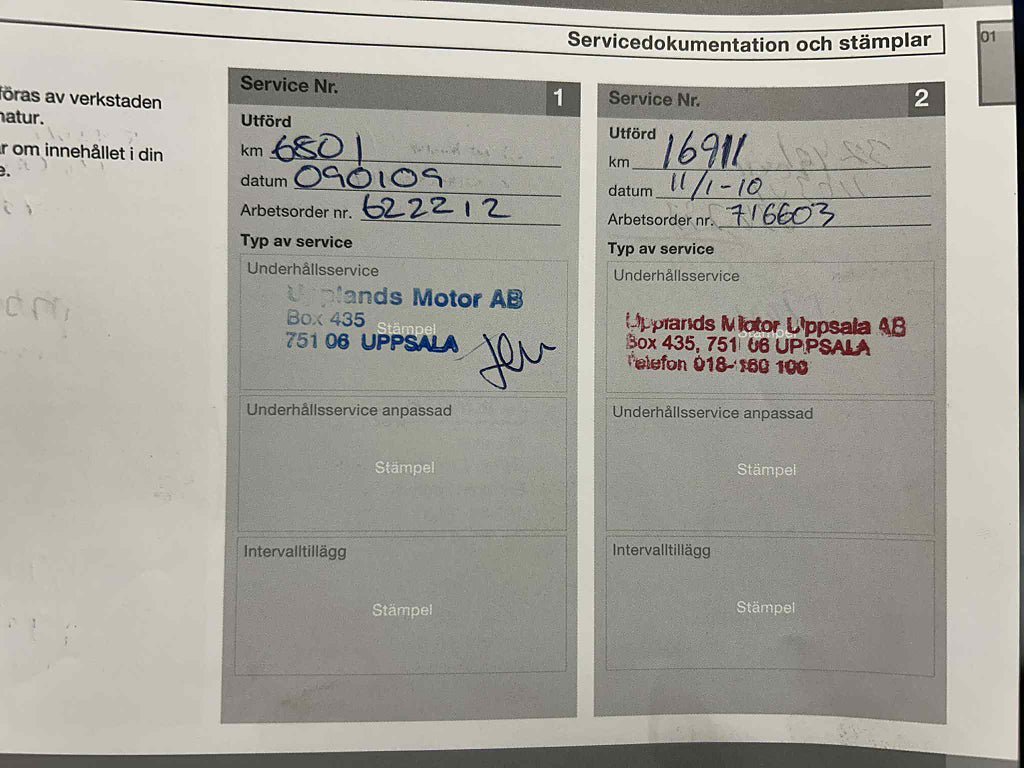 Servicedokumentation och stämplar
01
föras av verkstaden
natur.
r om innehållet i din
e.
Service Nr. 1
Utförd
km 6801
datum 090109
Arbetsorder nr. 622212
Typ av service
Underhållsservice
Upplands Motor AB
Box 435
Stämpel
751 06 UPPSALA
Underhållsservice anpassad
Stämpel
Intervalltillägg
Stämpel
Service Nr. 2
Utförd
km 16911
datum 11/1-10
Arbetsorder nr. 716603
Typ av service
Underhållsservice
Upplands Motor Uppsala AB
Stämpel
Box 435, 751 06 UPPSALA
Telefon 018-160 100
Underhållsservice anpassad
Stämpel
Intervalltillägg
Stämpel